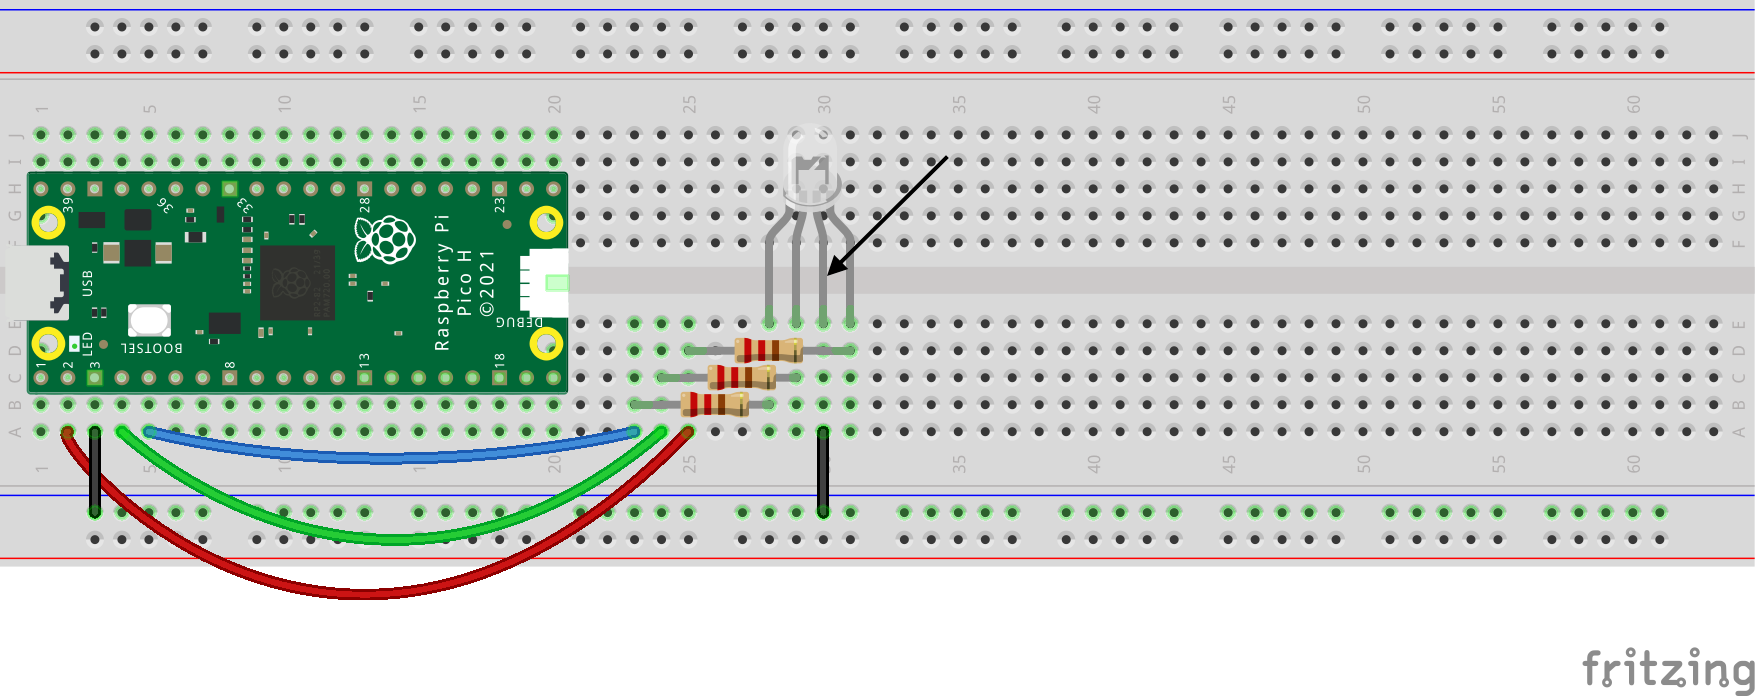 1 5 10 15 20 25 30 35 40 45 50 55 60
J J
I I
H H
G G
F F
39 36 33 28 23
USB
Raspberry Pi
Pico H
©2021
DEBUG
BOOTSEL
LED
1 2 3 8 13 18
E E
D D
C C
B B
A A
1 5 10 15 20 25 30 35 40 45 50 55 60
fritzing